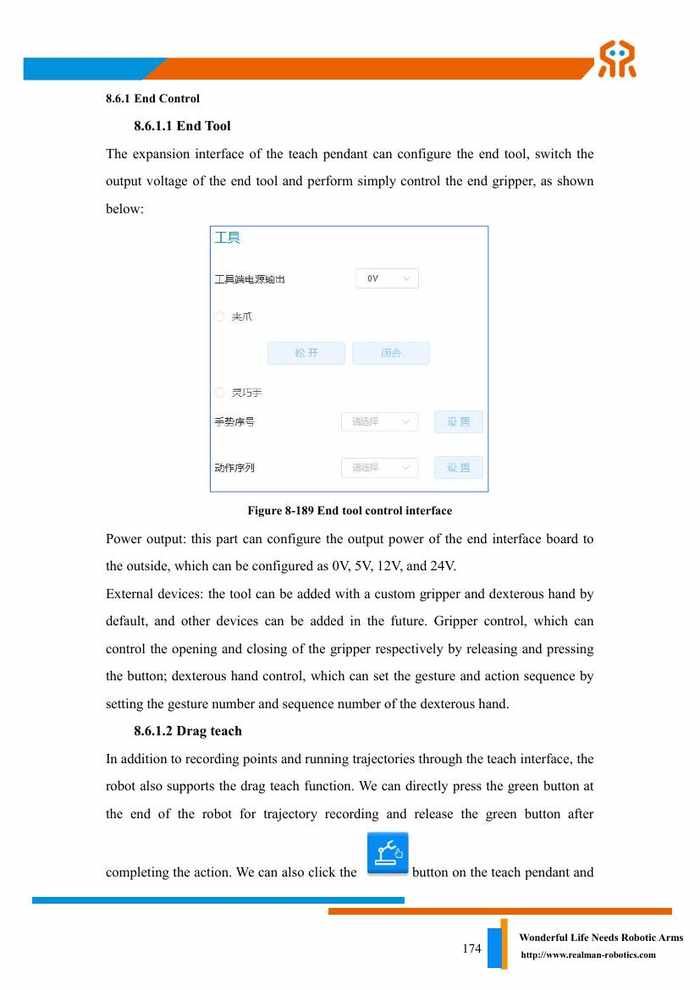 8.6.1 End Control
8.6.1.1 End Tool
The expansion interface of the teach pendant can configure the end tool, switch the
output voltage of the end tool and perform simply control the end gripper, as shown
below:
工具
工具端电源输出 0V
夹爪
松开 闭合
灵巧手
手势序号 请选择 设置
动作序列 请选择 设置
Figure 8-189 End tool control interface
Power output: this part can configure the output power of the end interface board to
the outside, which can be configured as 0V, 5V, 12V, and 24V.
External devices: the tool can be added with a custom gripper and dexterous hand by
default, and other devices can be added in the future. Gripper control, which can
control the opening and closing of the gripper respectively by releasing and pressing
the button; dexterous hand control, which can set the gesture and action sequence by
setting the gesture number and sequence number of the dexterous hand.
8.6.1.2 Drag teach
In addition to recording points and running trajectories through the teach interface, the
robot also supports the drag teach function. We can directly press the green button at
the end of the robot for trajectory recording and release the green button after
completing the action. We can also click the button on the teach pendant and
174
Wonderful Life Needs Robotic Arms
http://www.realman-robotics.com